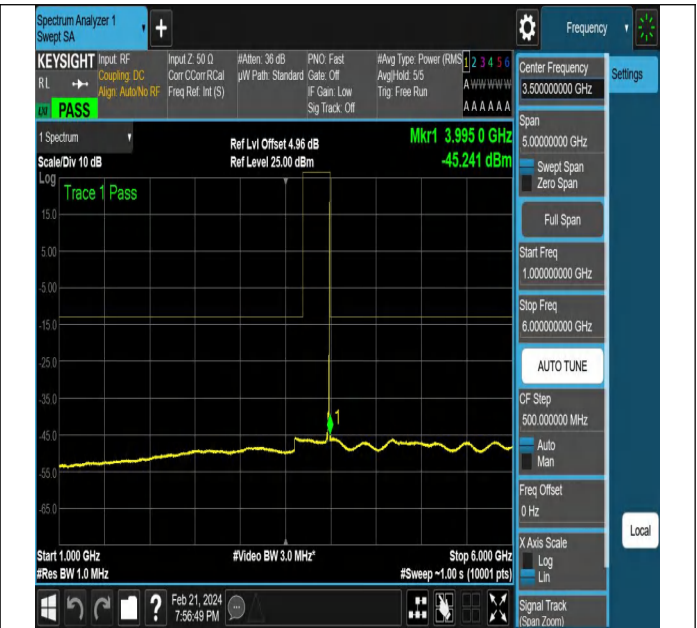 Spectrum Analyzer 1
Swept SA
Frequency
KEYSIGHT
RL
PASS
Input: RF
Coupling: DC
Align: Auto/No RF
Input Z: 50 Ω
Corr CCorr RCal
Freq Ref: Int (S)
#Atten: 36 dB
µW Path: Standard
PNO: Fast
Gate: Off
IF Gain: Low
Sig Track: Off
#Avg Type: Power (RMS
Avg|Hold: 5/5
Trig: Free Run
1 2 3 4 5 6
A W W W W W
A A A A A A
1 Spectrum
Scale/Div 10 dB
Ref Lvl Offset 4.96 dB
Ref Level 25.00 dBm
Mkr1 3.995 0 GHz
-45.241 dBm
Log
Trace 1 Pass
15.0
5.00
-5.00
-15.0
-25.0
-35.0
-45.0
-55.0
-65.0
1
Start 1.000 GHz
#Res BW 1.0 MHz
#Video BW 3.0 MHz*
Stop 6.000 GHz
#Sweep ~1.00 s (10001 pts)
Feb 21, 2024
7:56:49 PM
Center Frequency
3.500000000 GHz
Settings
Span
5.00000000 GHz
Swept Span
Zero Span
Full Span
Start Freq
1.000000000 GHz
Stop Freq
6.000000000 GHz
AUTO TUNE
CF Step
500.000000 MHz
Auto
Man
Freq Offset
0 Hz
X Axis Scale
Log
Lin
Local
Signal Track
(Span Zoom)